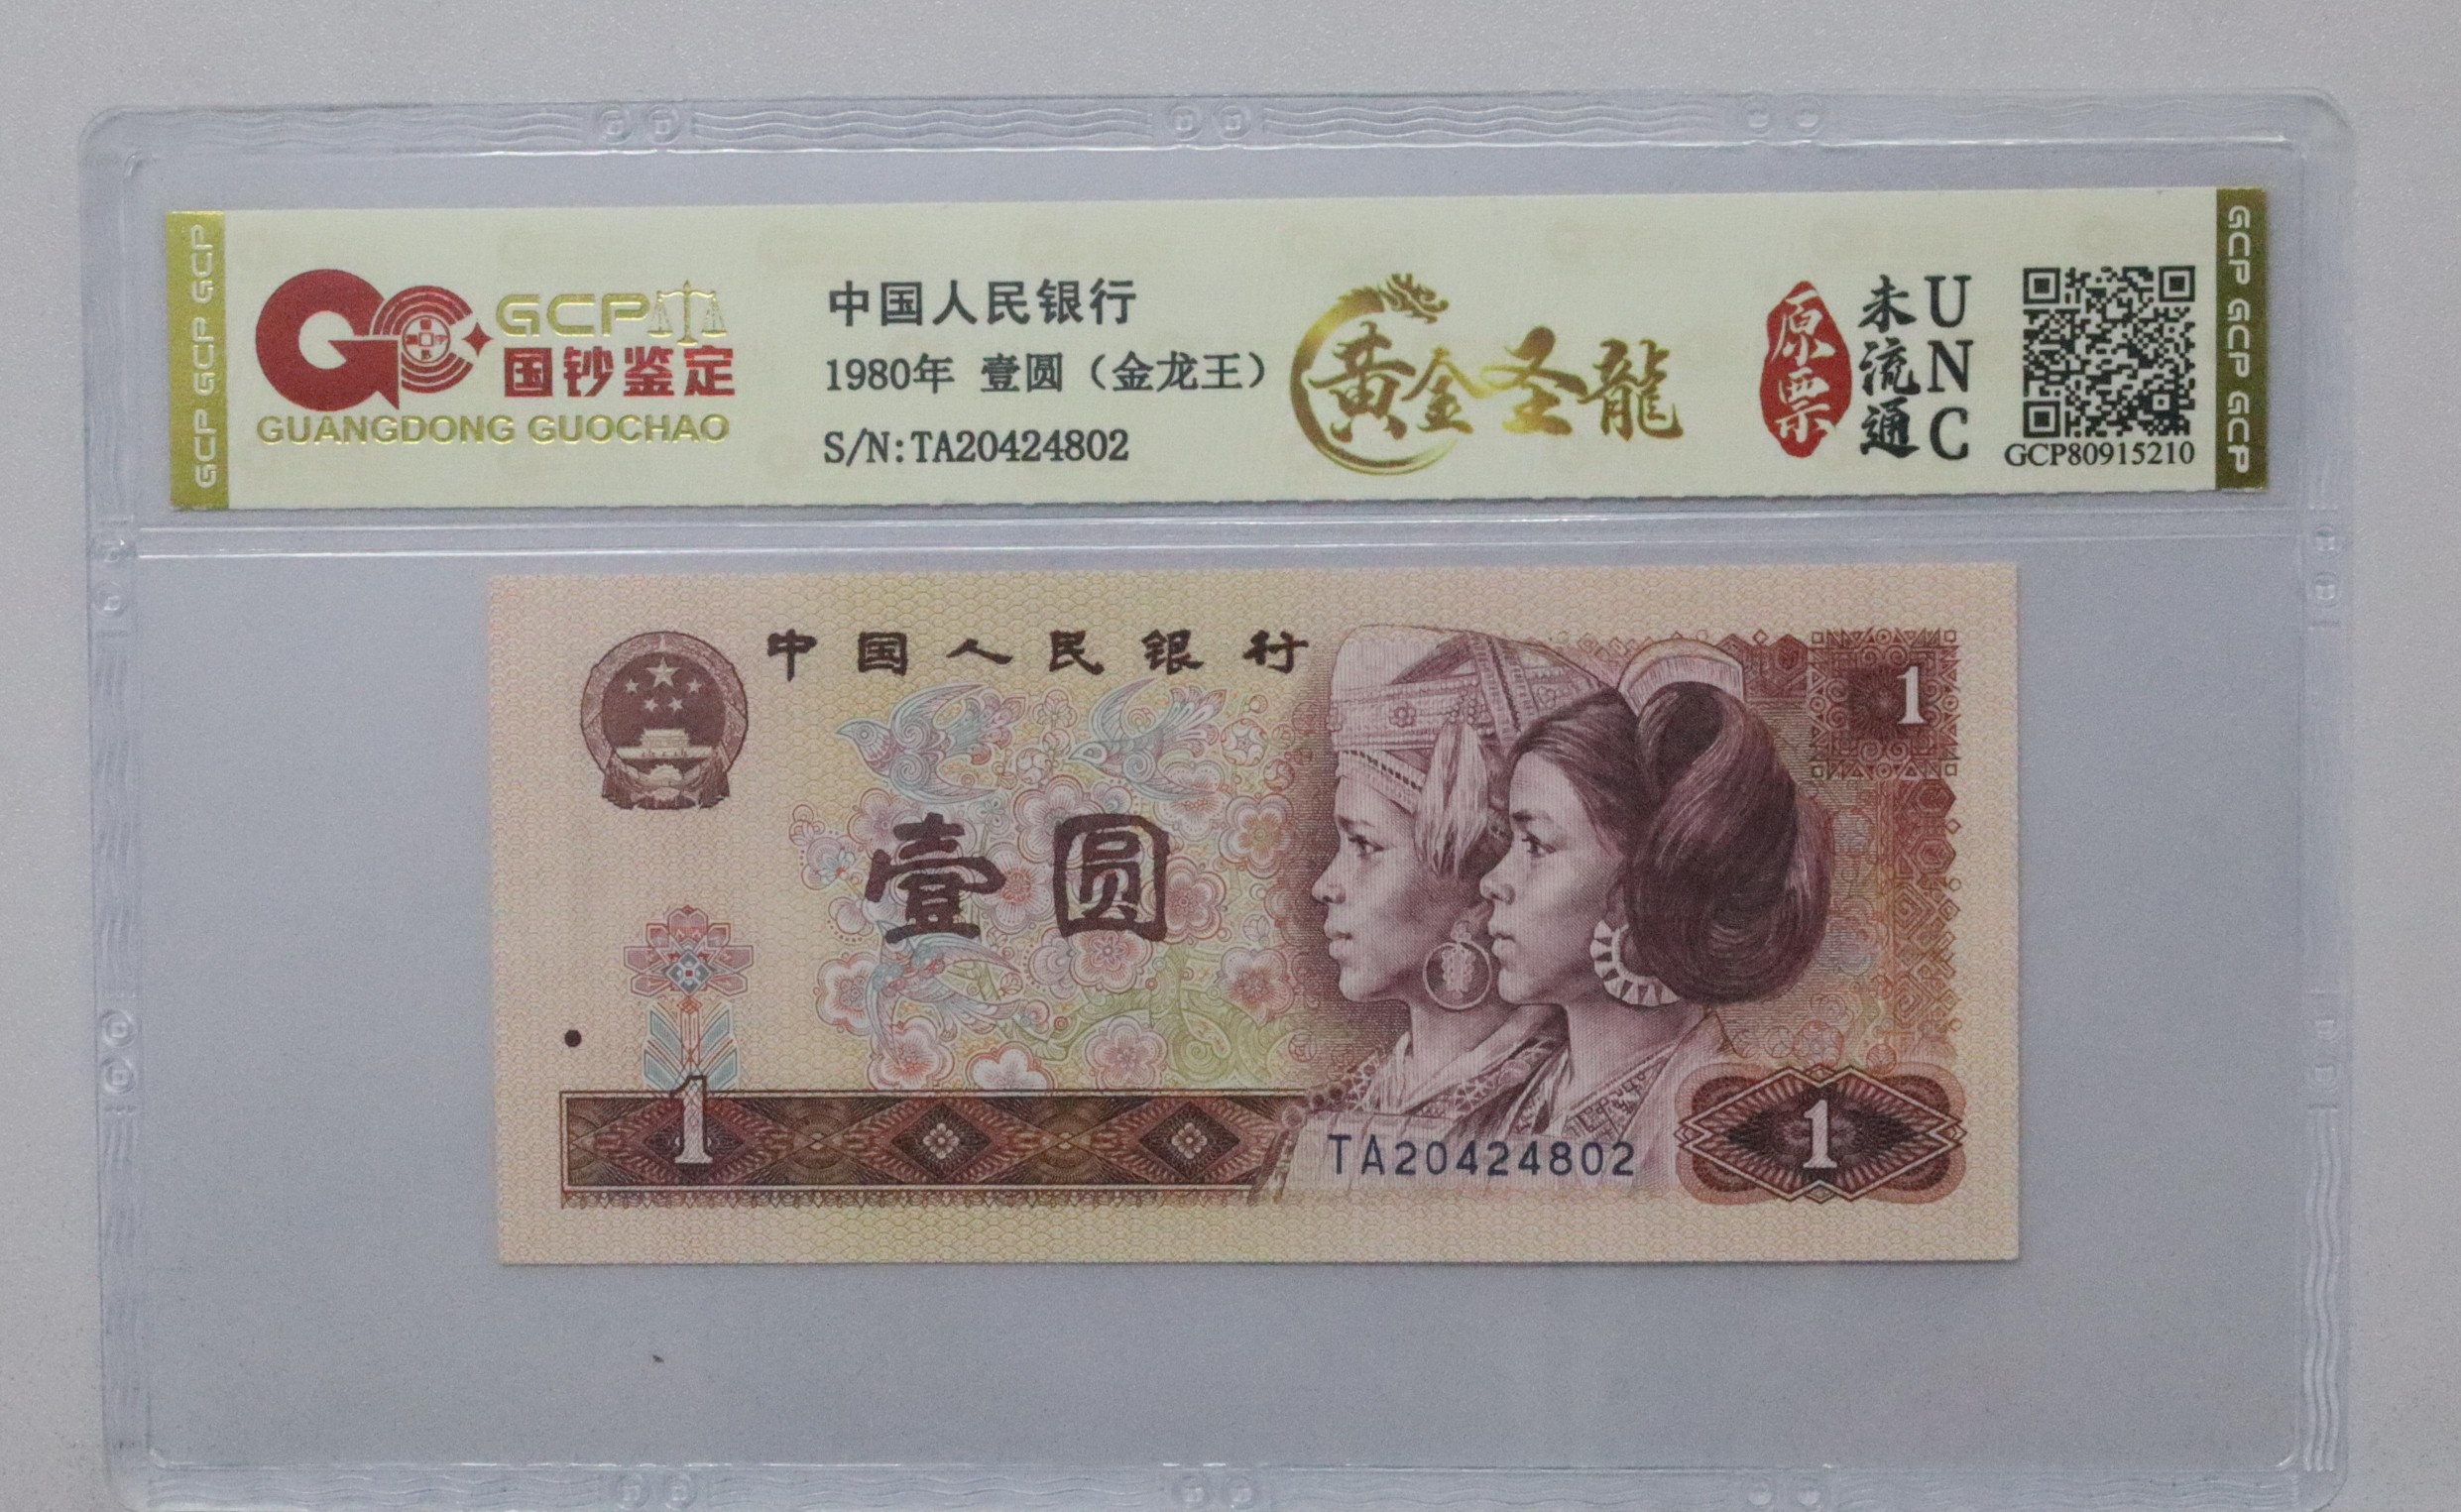 GCP GCP GCP
GCP
国钞鉴定
GUANGDONG GUOCHAO
中国人民银行
1980年 壹圆（金龙王）
S/N:TA20424802
黄金圣龍
原票
未流通
UNC
GCP80915210
GCP GCP GCP GCP
中国人民银行
1
壹圆
1
TA20424802
1